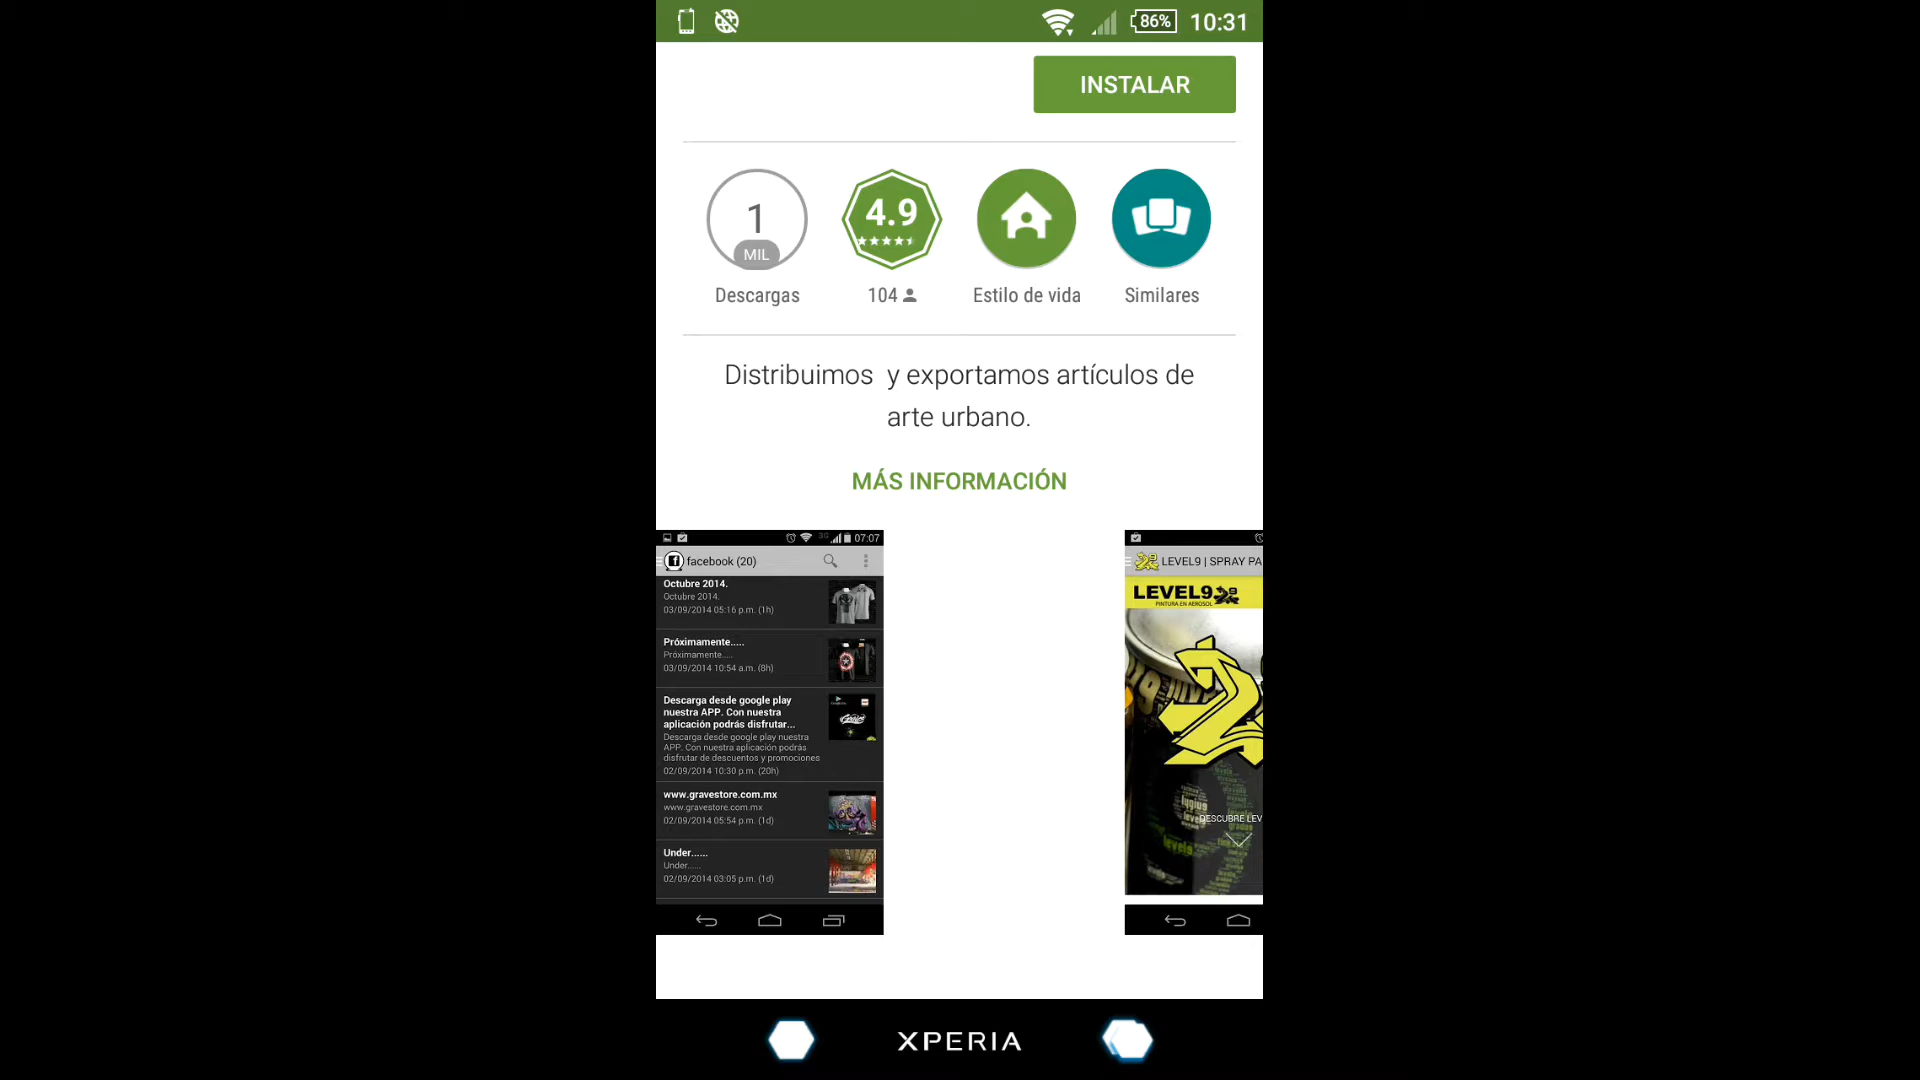 86% 10:31
INSTALAR
1
MIL
4.9
Descargas
104
Estilo de vida
Similares
Distribuimos y exportamos artículos de
arte urbano.
MÁS INFORMACIÓN
3G 07:07
facebook (20)
Octubre 2014.
Octubre 2014.
03/09/2014 05:16 p.m. (1h)
Próximamente.....
Próximamente.....
03/09/2014 10:54 a.m. (8h)
Descarga desde google play
nuestra APP. Con nuestra
aplicación podrás disfrutar...
Descarga desde google play nuestra
APP. Con nuestra aplicación podrás
disfrutar de descuentos y promociones
02/09/2014 10:30 p.m. (20h)
www.gravestore.com.mx
www.gravestore.com.mx
02/09/2014 05:54 p.m. (1d)
Under......
Under......
02/09/2014 03:05 p.m. (1d)
LEVEL9 | SPRAY PA
LEVEL9
PINTURA EN AEROSOL
DESCUBRE LEV
level9
XPERIA